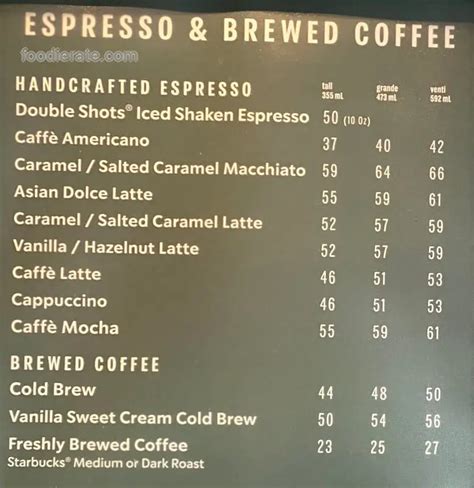 ESPRESSO & BREWED COFFEE
foodierate.com
HANDCRAFTED ESPRESSO tall 355 mL grande 473 mL venti 592 mL
Double Shots® Iced Shaken Espresso 50 (10 Oz)
Caffè Americano 37 40 42
Caramel / Salted Caramel Macchiato 59 64 66
Asian Dolce Latte 55 59 61
Caramel / Salted Caramel Latte 52 57 59
Vanilla / Hazelnut Latte 52 57 59
Caffè Latte 46 51 53
Cappuccino 46 51 53
Caffè Mocha 55 59 61
BREWED COFFEE
Cold Brew 44 48 50
Vanilla Sweet Cream Cold Brew 50 54 56
Freshly Brewed Coffee 23 25 27
Starbucks® Medium or Dark Roast